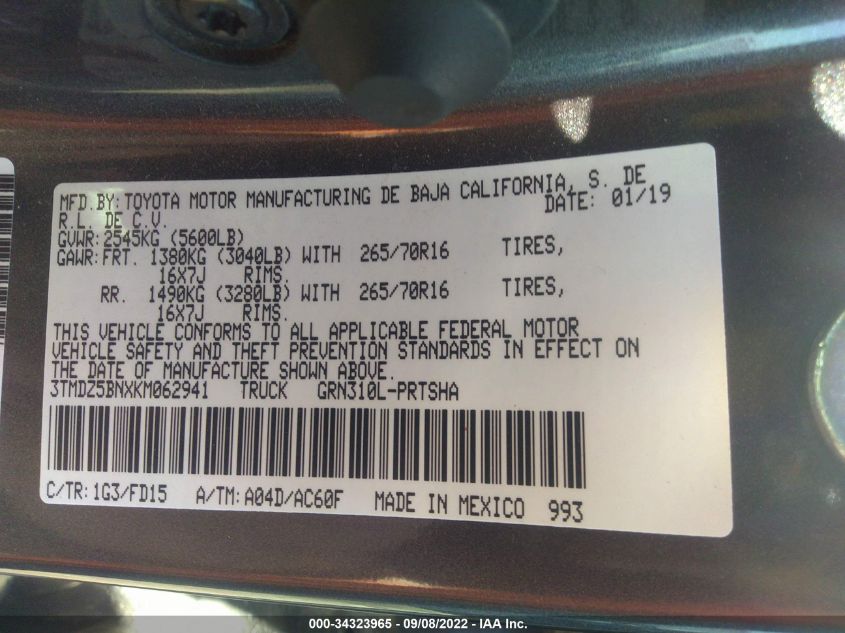 MFD.BY:TOYOTA MOTOR MANUFACTURING DE BAJA CALIFORNIA, S. DE
R.L. DE C.V. DATE: 01/19
GVWR:2545KG (5600LB)
GAWR:FRT. 1380KG (3040LB) WITH 265/70R16 TIRES,
16X7J RIMS.
RR. 1490KG (3280LB) WITH 265/70R16 TIRES,
16X7J RIMS.
THIS VEHICLE CONFORMS TO ALL APPLICABLE FEDERAL MOTOR
VEHICLE SAFETY AND THEFT PREVENTION STANDARDS IN EFFECT ON
THE DATE OF MANUFACTURE SHOWN ABOVE.
3TMDZ5BNXKM062941 TRUCK GRN310L-PRTSHA
C/TR:1G3/FD15 A/TM:A04D/AC60F MADE IN MEXICO 993
000-34323965 - 09/08/2022 - IAA Inc.